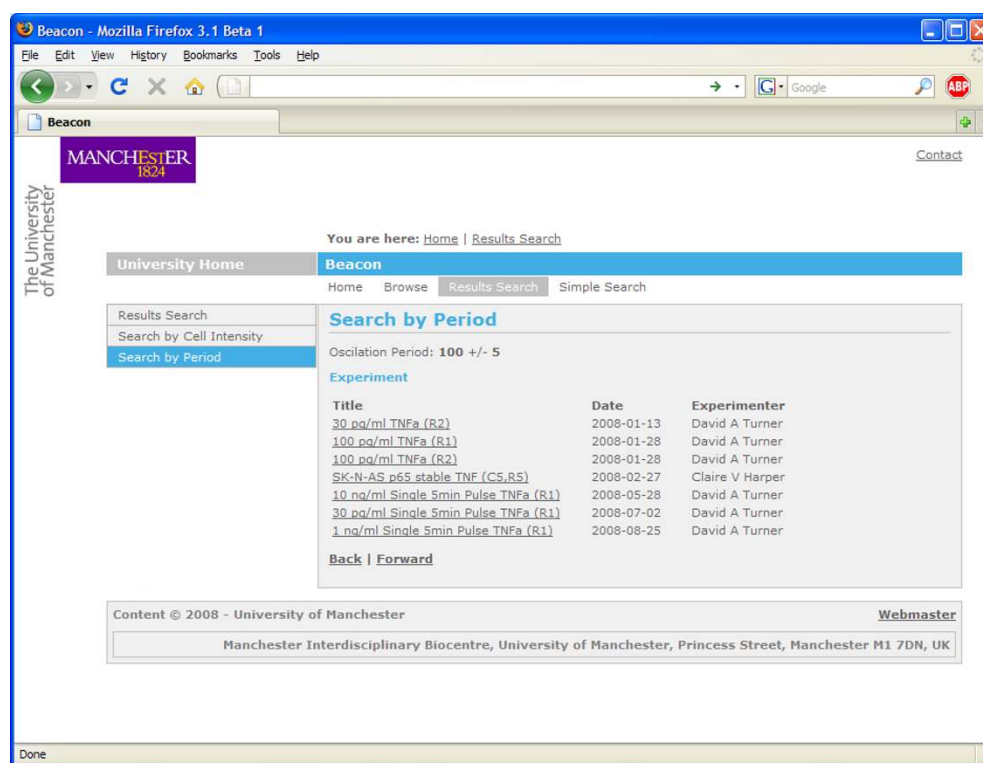 Beacon - Mozilla Firefox 3.1 Beta 1
File Edit View History Bookmarks Tools Help
G Google ABP
Beacon
MANCHESTER
1824
Contact
The University
of Manchester
You are here: Home | Results Search
University Home Beacon
Home Browse Results Search Simple Search
Results Search
Search by Cell Intensity
Search by Period
Search by Period
Oscilation Period: 100 +/- 5
Experiment
Title Date Experimenter
30 pg/ml TNFa (R2) 2008-01-13 David A Turner
100 pg/ml TNFa (R1) 2008-01-28 David A Turner
100 pg/ml TNFa (R2) 2008-01-28 David A Turner
SK-N-AS p65 stable TNF (C5,R5) 2008-02-27 Claire V Harper
10 ng/ml Single 5min Pulse TNFa (R1) 2008-05-28 David A Turner
30 pg/ml Single 5min Pulse TNFa (R1) 2008-07-02 David A Turner
1 ng/ml Single 5min Pulse TNFa (R1) 2008-08-25 David A Turner
Back | Forward
Content © 2008 - University of Manchester Webmaster
Manchester Interdisciplinary Biocentre, University of Manchester, Princess Street, Manchester M1 7DN, UK
Done